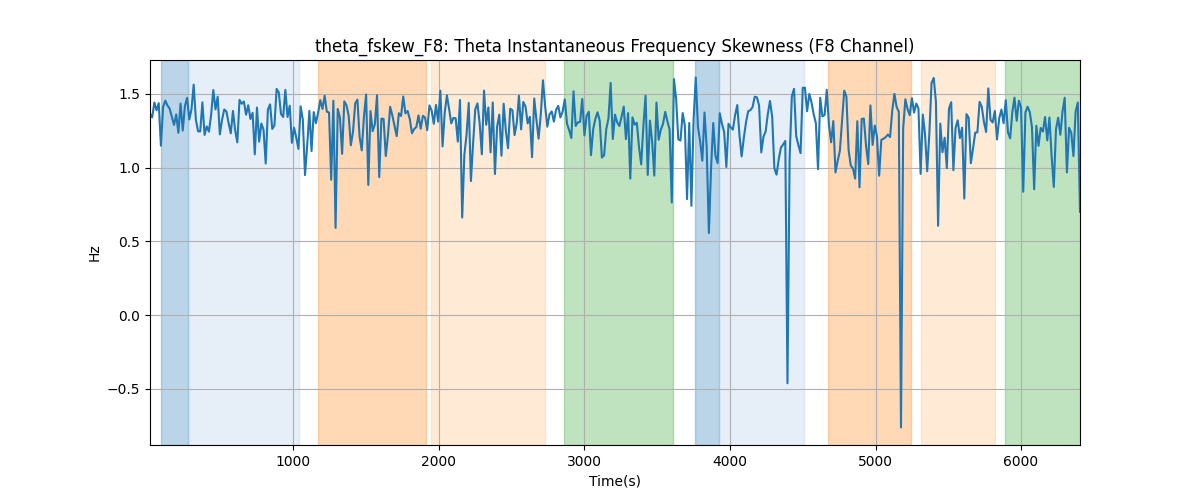 theta_fskew_F8: Theta Instantaneous Frequency Skewness (F8 Channel)
1.5
1.0
0.5
0.0
−0.5
Hz
1000 2000 3000 4000 5000 6000
Time(s)